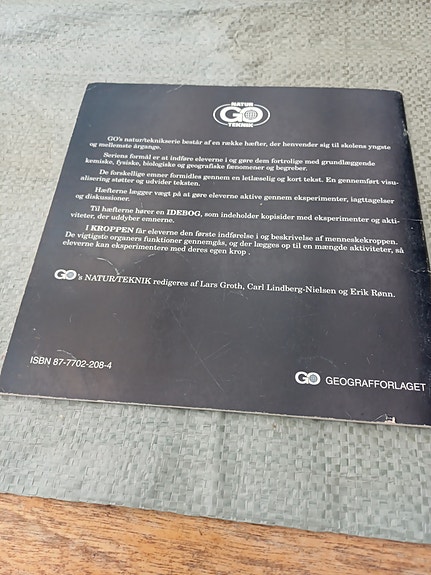 NATUR
GO
TEKNIK
GO's natur/teknikserie består af en række hæfter, der henvender sig til skolens yngste
og mellemste årgange.
Seriens formål er at indføre eleverne i og gøre dem fortrolige med grundlæggende
kemiske, fysiske, biologiske og geografiske fænomener og begreber.
De forskellige emner formidles gennem en letlæselig og kort tekst. En gennemført visu-
alisering støtter og udvider teksten.
Hæfterne lægger vægt på at gøre eleverne aktive gennem eksperimenter, iagttagelser
og diskussioner.
Til hæfterne hører en IDEBOG, som indeholder kopisider med eksperimenter og akti-
viteter, der uddyber emnerne.
I KROPPEN får eleverne den første indførelse i og beskrivelse af menneskekroppen.
De vigtigste organers funktioner gennemgås, og der lægges op til en mængde aktiviteter, så
eleverne kan eksperimentere med deres egen krop .
GO's NATUR/TEKNIK redigeres af Lars Groth, Carl Lindberg-Nielsen og Erik Rønn.
ISBN 87-7702-208-4
GO GEOGRAFFORLAGET